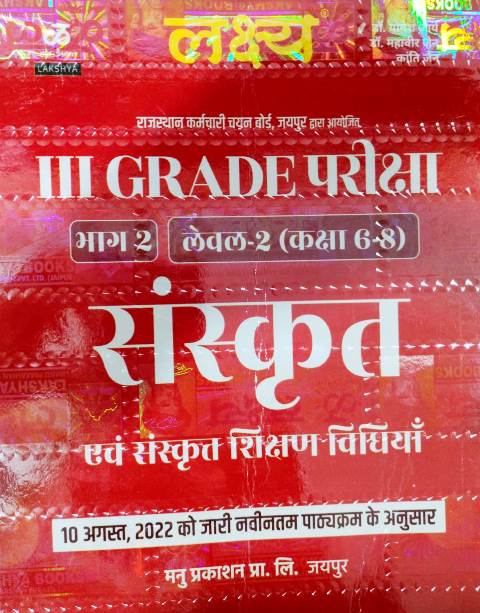 लक्ष्य
LAKSHYA
डॉ. महावीर जैन
कांति जैन
राजस्थान कर्मचारी चयन बोर्ड, जयपुर द्वारा आयोजित
III GRADE परीक्षा
भाग 2 लेवल-2 (कक्षा 6-8)
संस्कृत
एवं संस्कृत शिक्षण विधियाँ
10 अगस्त, 2022 को जारी नवीनतम पाठ्यक्रम के अनुसार
मनु प्रकाशन प्रा. लि. जयपुर